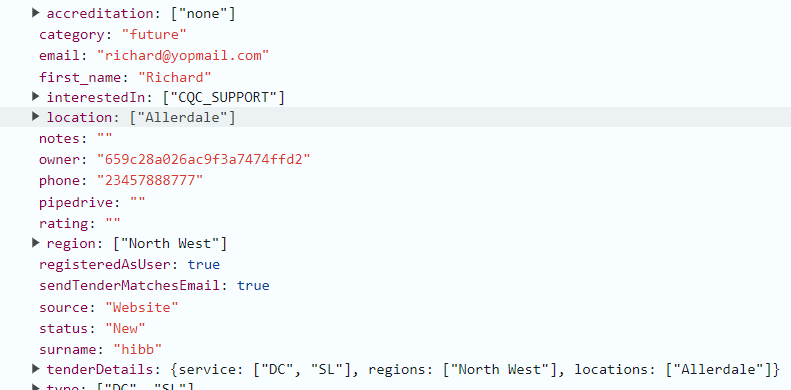 accreditation: ["none"]
category: "future"
email: "richard@yopmail.com"
first_name: "Richard"
interestedIn: ["CQC_SUPPORT"]
location: ["Allerdale"]
notes: ""
owner: "659c28a026ac9f3a7474ffd2"
phone: "23457888777"
pipedrive: ""
rating: ""
region: ["North West"]
registeredAsUser: true
sendTenderMatchesEmail: true
source: "Website"
status: "New"
surname: "hibb"
tenderDetails: {service: ["DC", "SL"], regions: ["North West"], locations: ["Allerdale"]}
type: ["DC", "SL"]